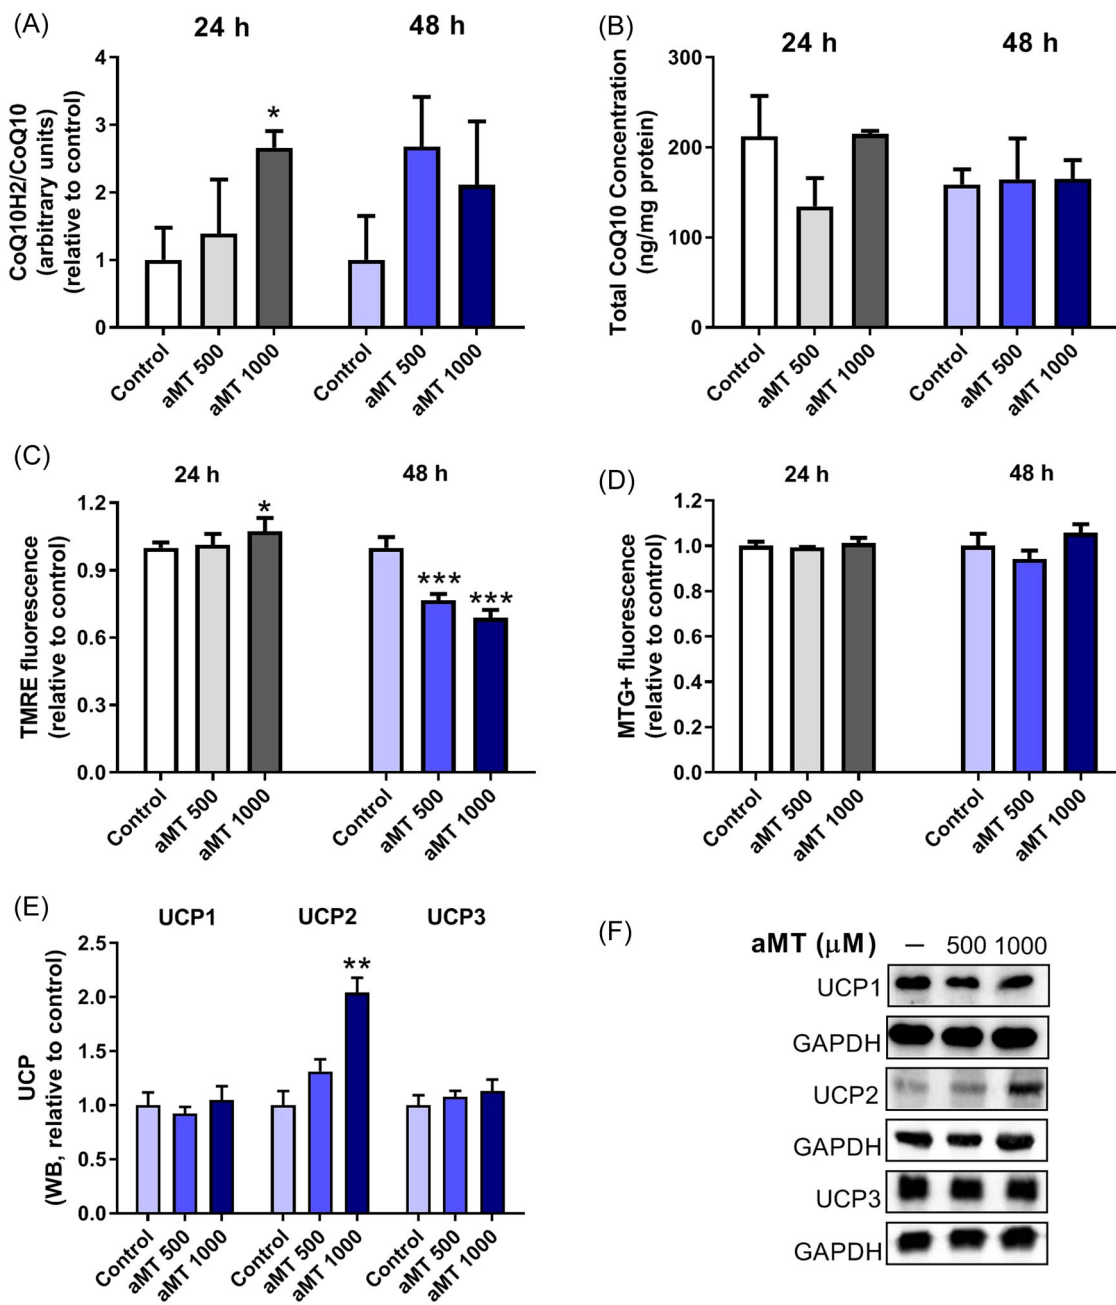 (A)
24 h
48 h
CoQ10H2/CoQ10
(arbitrary units)
(relative to control)
4
3
2
1
0
*
Control
aMT 500
aMT 1000
Control
aMT 500
aMT 1000
(B)
24 h
48 h
Total CoQ10 Concentration
(ng/mg protein)
300
200
100
0
Control
aMT 500
aMT 1000
Control
aMT 500
aMT 1000
(C)
24 h
48 h
TMRE fluorescence
(relative to control)
1.2
0.9
0.6
0.3
0.0
*
***
***
Control
aMT 500
aMT 1000
Control
aMT 500
aMT 1000
(D)
24 h
48 h
MTG+ fluorescence
(relative to control)
1.2
1.0
0.8
0.6
0.4
0.2
0.0
Control
aMT 500
aMT 1000
Control
aMT 500
aMT 1000
(E)
UCP1
UCP2
UCP3
UCP
(WB, relative to control)
2.5
2.0
1.5
1.0
0.5
0.0
**
Control
aMT 500
aMT 1000
Control
aMT 500
aMT 1000
Control
aMT 500
aMT 1000
(F)
aMT (μM) – 500 1000
UCP1
GAPDH
UCP2
GAPDH
UCP3
GAPDH